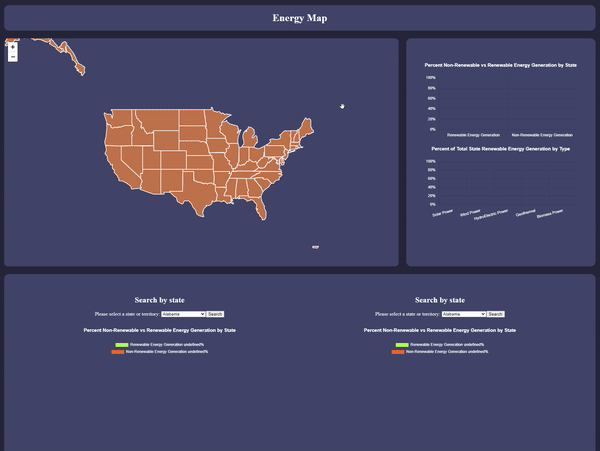 Energy Map
+
−
Percent Non-Renewable vs Renewable Energy Generation by State
100%
80%
60%
40%
20%
0%
Renewable Energy Generation Non-Renewable Energy Generation
Percent of Total State Renewable Energy Generation by Type
100%
80%
60%
40%
20%
0%
Solar Power Wind Power HydroElectric Power Geothermal Biomass Power
Search by state
Please select a state or territory: Alabama Search
Percent Non-Renewable vs Renewable Energy Generation by State
Renewable Energy Generation undefined%
Non-Renewable Energy Generation undefined%
Search by state
Please select a state or territory: Alabama Search
Percent Non-Renewable vs Renewable Energy Generation by State
Renewable Energy Generation undefined%
Non-Renewable Energy Generation undefined%